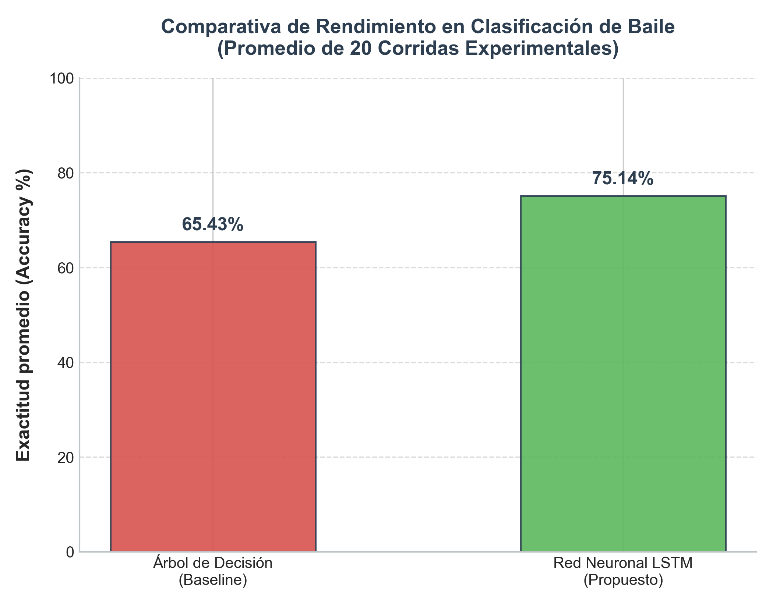 Comparativa de Rendimiento en Clasificación de Baile
(Promedio de 20 Corridas Experimentales)
Exactitud promedio (Accuracy %)
100
80
60
40
20
0
65.43%
75.14%
Árbol de Decisión
(Baseline)
Red Neuronal LSTM
(Propuesto)